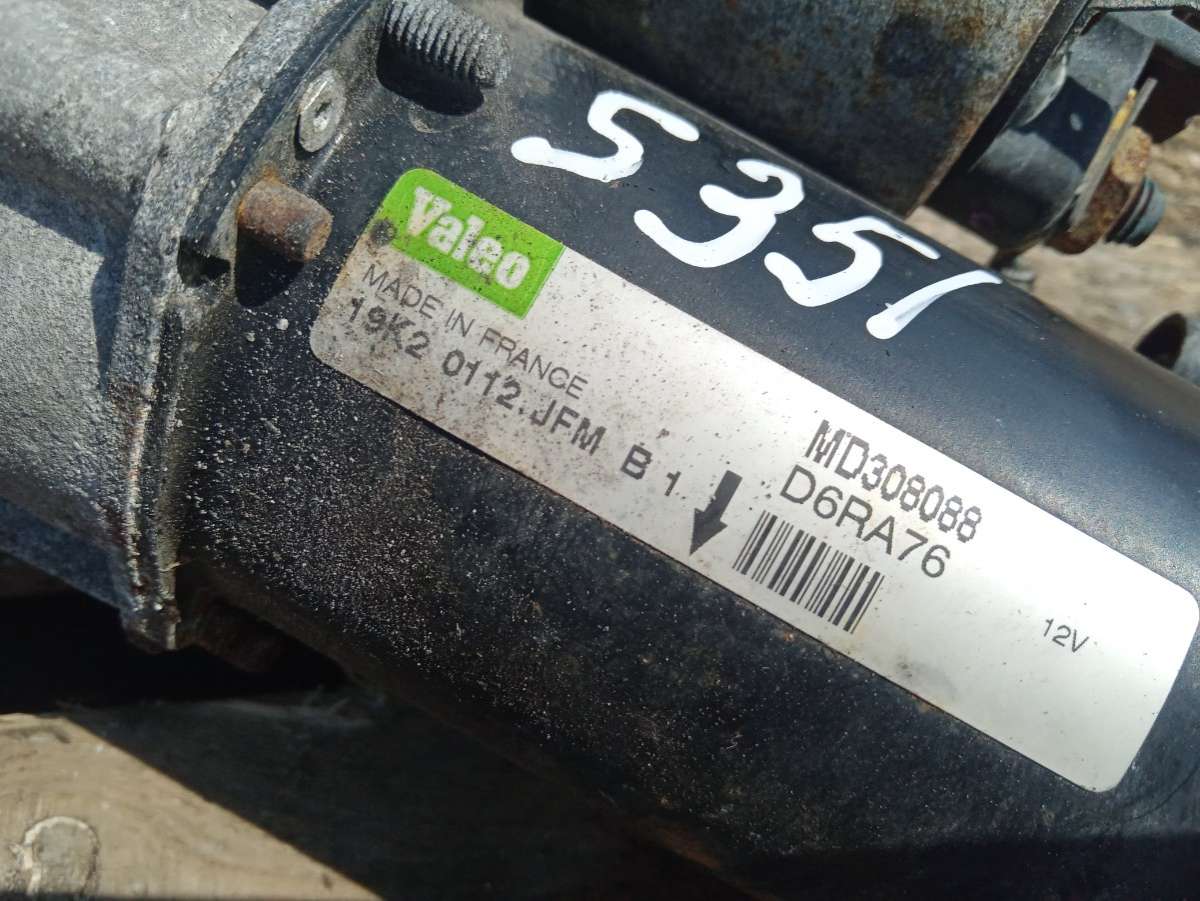 5351
Valeo
MADE IN FRANCE
19K2 0112.JFM B 1
MD308088
D6RA76
12V